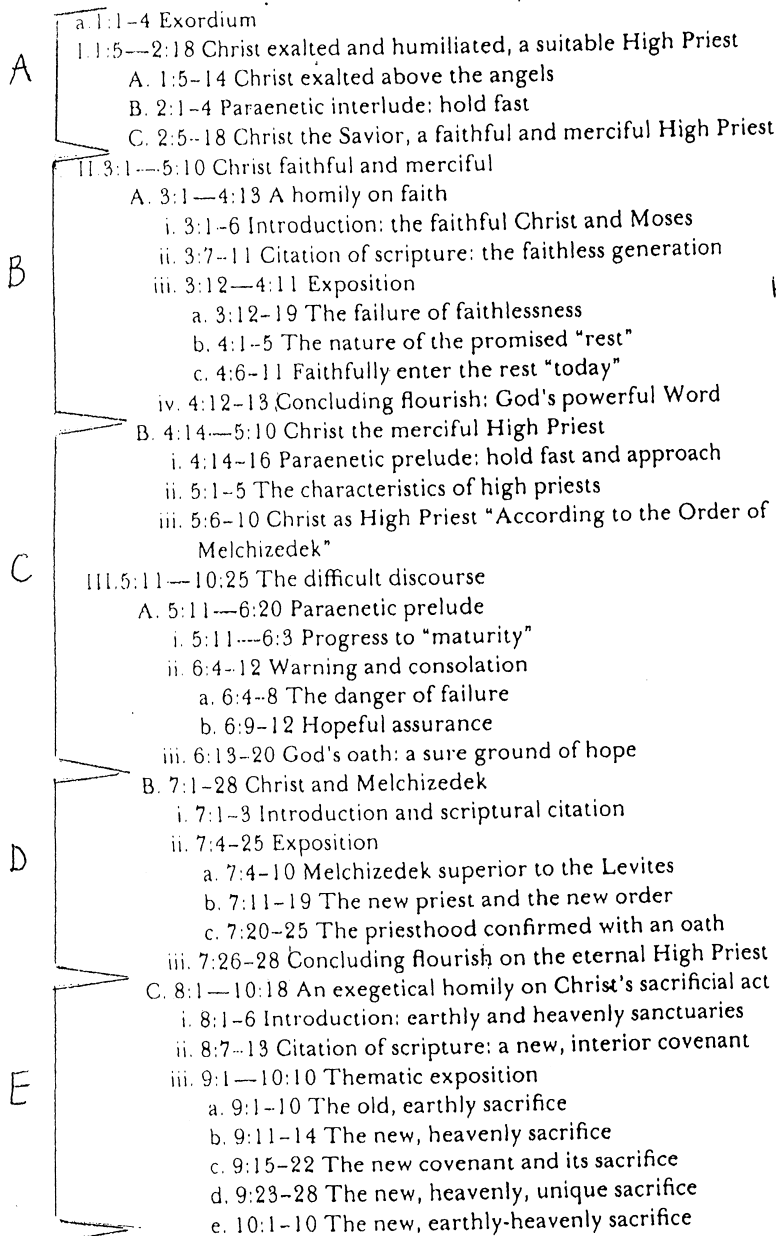 a. 1:1-4 Exordium
I. 1:5--2:18 Christ exalted and humiliated, a suitable High Priest
A
A. 1:5-14 Christ exalted above the angels
B. 2:1-4 Paraenetic interlude: hold fast
C. 2:5-18 Christ the Savior, a faithful and merciful High Priest
II. 3:1--5:10 Christ faithful and merciful
A. 3:1—4:13 A homily on faith
i. 3:1-6 Introduction: the faithful Christ and Moses
ii. 3:7-11 Citation of scripture: the faithless generation
B
iii. 3:12—4:11 Exposition
a. 3:12-19 The failure of faithlessness
b. 4:1-5 The nature of the promised "rest"
c. 4:6-11 Faithfully enter the rest "today"
iv. 4:12-13 Concluding flourish: God's powerful Word
B. 4:14—5:10 Christ the merciful High Priest
i. 4:14-16 Paraenetic prelude: hold fast and approach
ii. 5:1-5 The characteristics of high priests
iii. 5:6-10 Christ as High Priest "According to the Order of
Melchizedek"
C
III. 5:11—10:25 The difficult discourse
A. 5:11—6:20 Paraenetic prelude
i. 5:11—6:3 Progress to "maturity"
ii. 6:4-12 Warning and consolation
a. 6:4-8 The danger of failure
b. 6:9-12 Hopeful assurance
iii. 6:13-20 God's oath: a sure ground of hope
B. 7:1-28 Christ and Melchizedek
i. 7:1-3 Introduction and scriptural citation
ii. 7:4-25 Exposition
D
a. 7:4-10 Melchizedek superior to the Levites
b. 7:11-19 The new priest and the new order
c. 7:20-25 The priesthood confirmed with an oath
iii. 7:26-28 Concluding flourish on the eternal High Priest
C. 8:1—10:18 An exegetical homily on Christ's sacrificial act
i. 8:1-6 Introduction: earthly and heavenly sanctuaries
ii. 8:7-13 Citation of scripture: a new, interior covenant
E
iii. 9:1—10:10 Thematic exposition
a. 9:1-10 The old, earthly sacrifice
b. 9:11-14 The new, heavenly sacrifice
c. 9:15-22 The new covenant and its sacrifice
d. 9:23-28 The new, heavenly, unique sacrifice
e. 10:1-10 The new, earthly-heavenly sacrifice